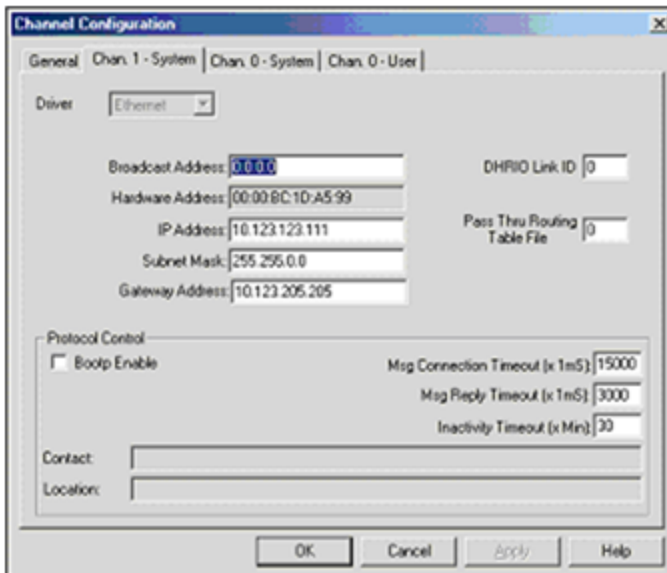 Channel Configuration
General
Chan. 1 - System
Chan. 0 - System
Chan. 0 - User
Driver
Ethernet
Broadcast Address: 0.0.0.0
DHRIO Link ID 0
Hardware Address: 00:00:BC:1D:A5:99
IP Address: 10.123.123.111
Pass Thru Routing
Table File 0
Subnet Mask: 255.255.0.0
Gateway Address: 10.123.205.205
Protocol Control
Bootp Enable
Msg Connection Timeout (x 1mS): 15000
Msg Reply Timeout (x 1mS): 3000
Inactivity Timeout (x Min): 30
Contact:
Location:
OK
Cancel
Apply
Help